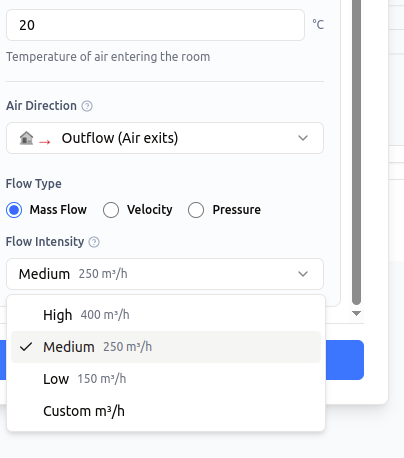 20 °C
Temperature of air entering the room
Air Direction
Outflow (Air exits)
Flow Type
Mass Flow Velocity Pressure
Flow Intensity
Medium 250 m³/h
High 400 m³/h
Medium 250 m³/h
Low 150 m³/h
Custom m³/h